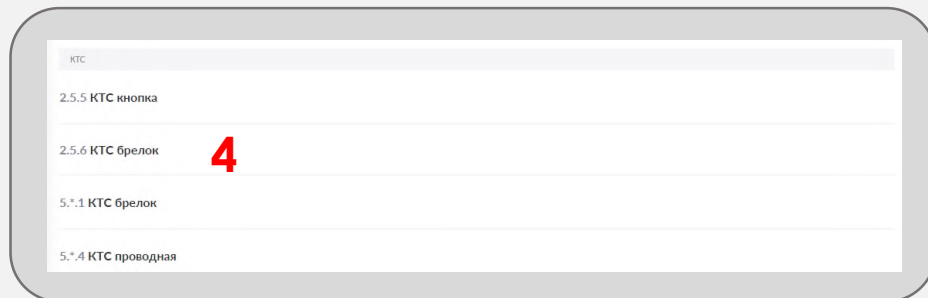 КТС
2.5.5 КТС кнопка
2.5.6 КТС брелок
4
5.*.1 КТС брелок
5.*.4 КТС проводная